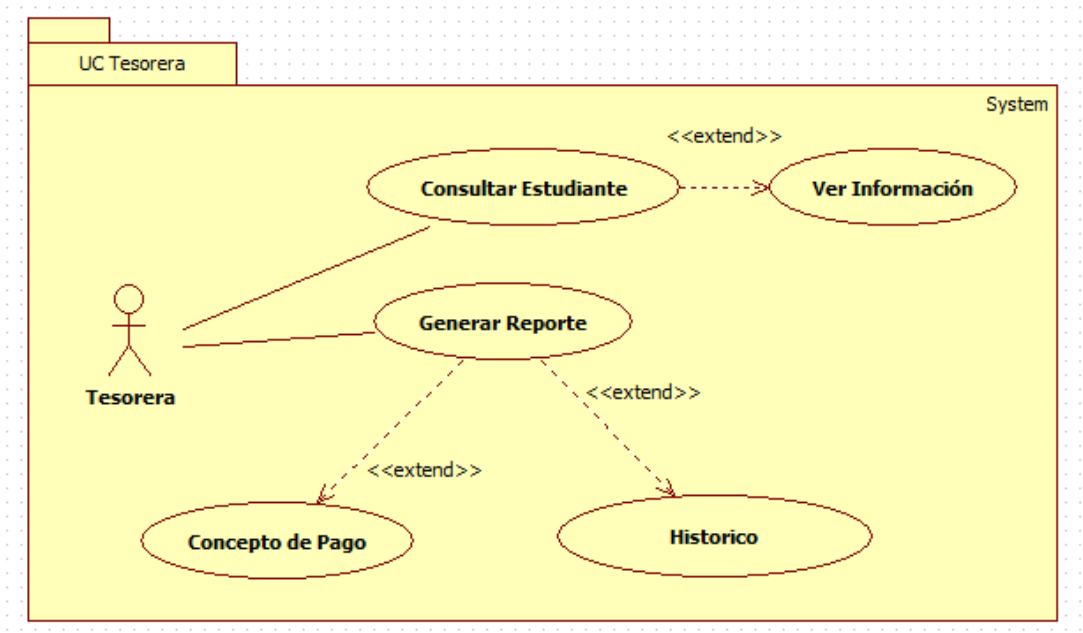 UC Tesorera
System
<<extend>>
Consultar Estudiante
Ver Información
Generar Reporte
Tesorera
<<extend>>
<<extend>>
Concepto de Pago
Historico